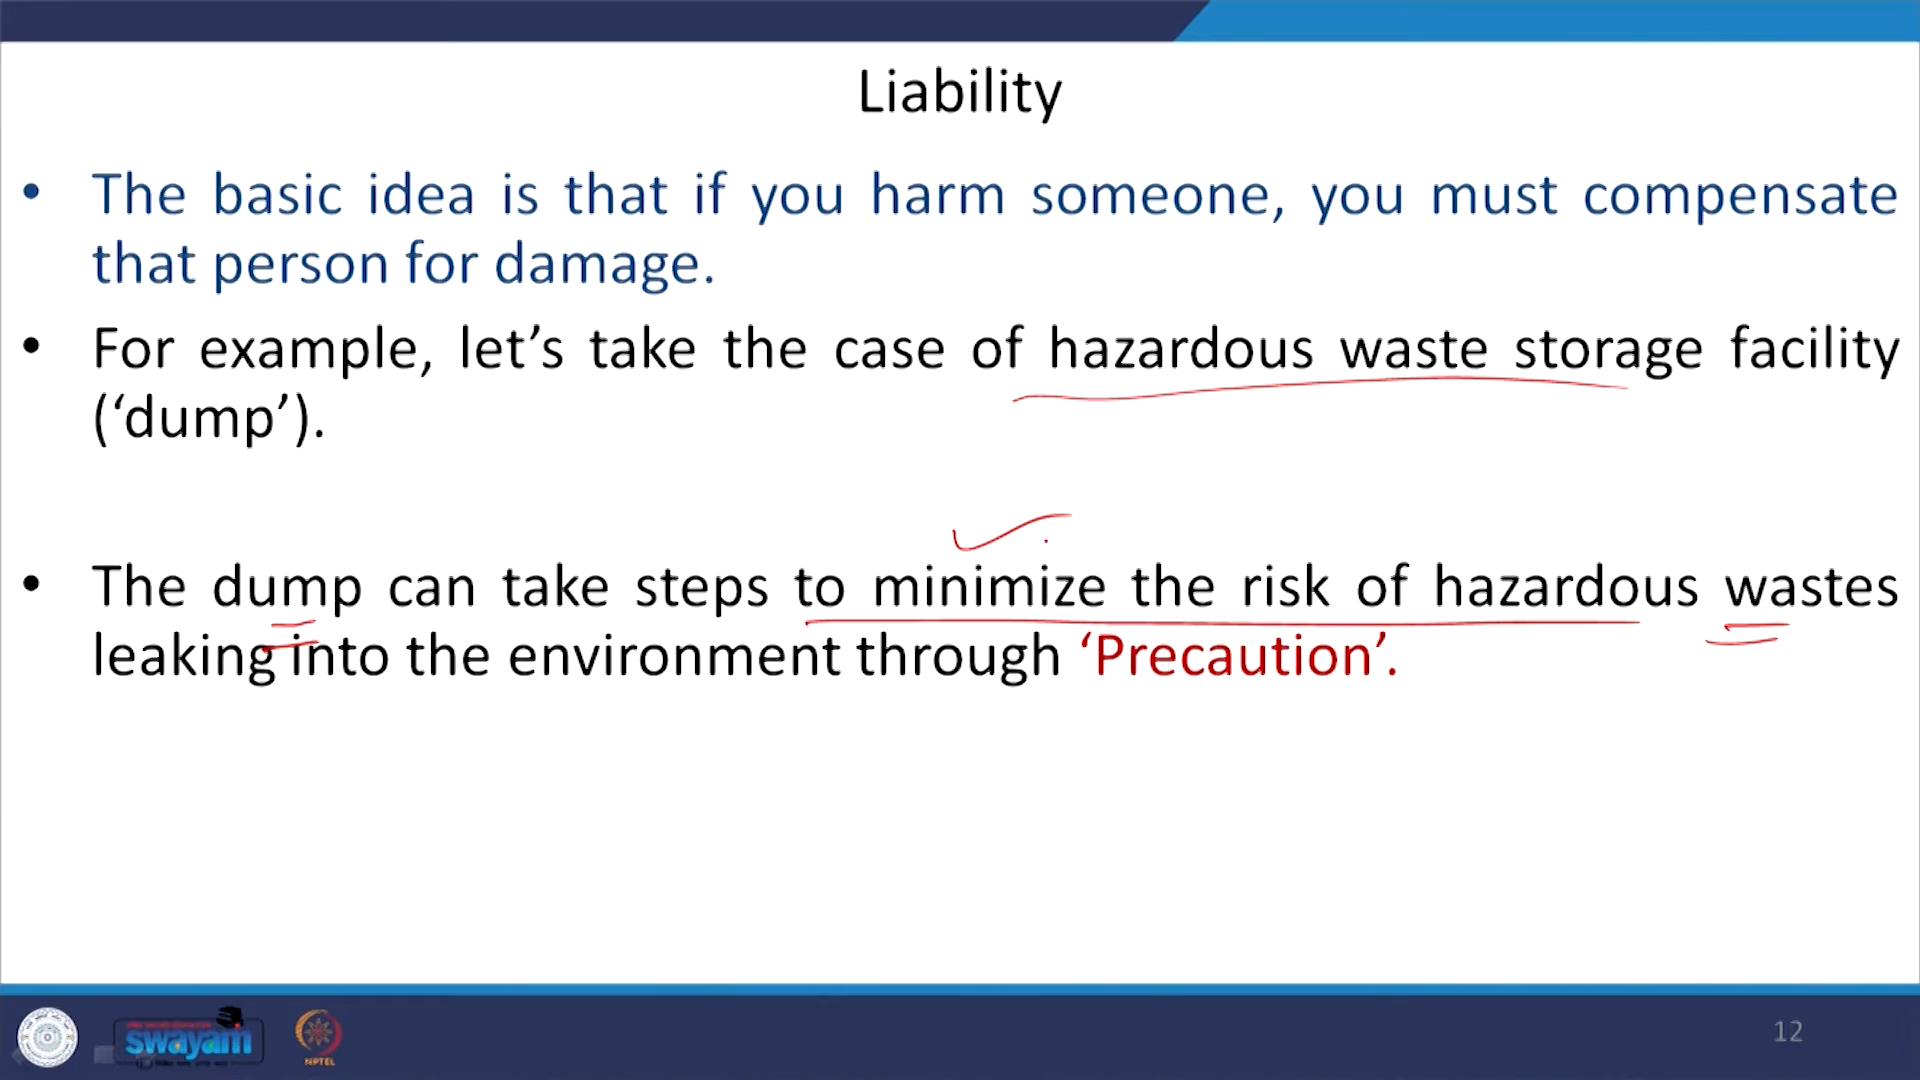 Liability
• The basic idea is that if you harm someone, you must compensate
that person for damage.
• For example, let’s take the case of hazardous waste storage facility
(‘dump’).
• The dump can take steps to minimize the risk of hazardous wastes
leaking into the environment through ‘Precaution’.
swayam
NPTEL
12